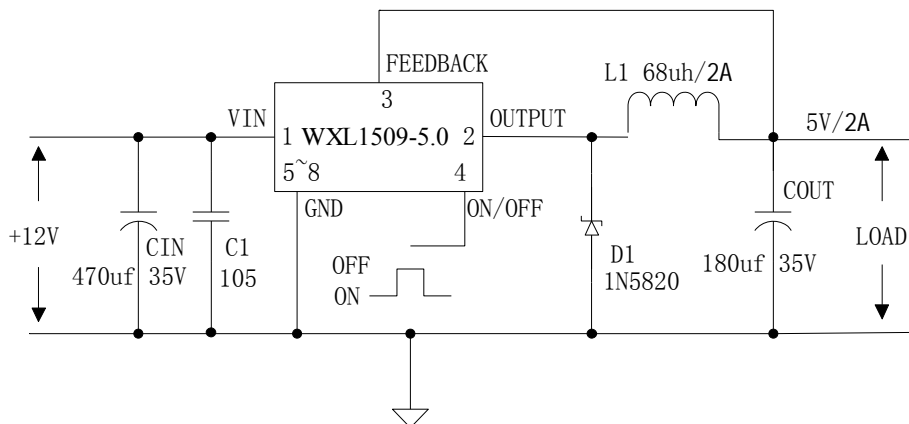 FEEDBACK
L1 68uh/2A
3
VIN
OUTPUT
5V/2A
1 WXL1509-5.0 2
5~8
4
COUT
GND
ON/OFF
+12V
CIN
C1
LOAD
OFF
D1
470uf 35V
105
180uf 35V
ON
1N5820